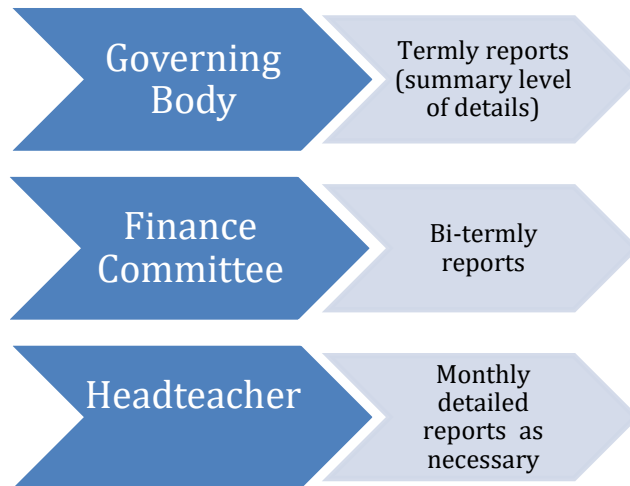 Governing
Body
Termly reports
(summary level
of details)
Finance
Committee
Bi-termly
reports
Headteacher
Monthly
detailed
reports as
necessary